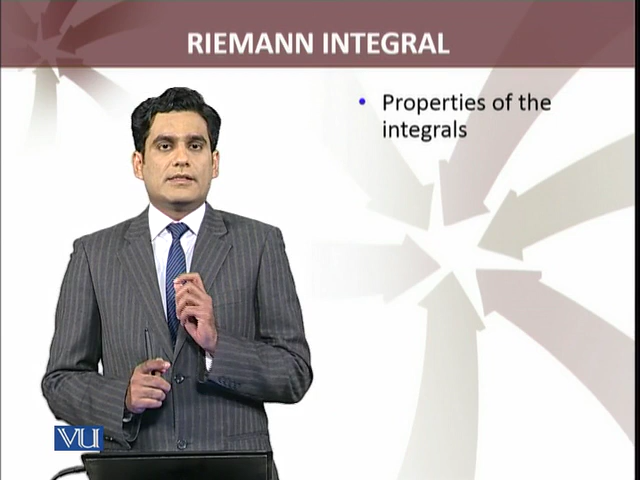 RIEMANN INTEGRAL
• Properties of the
integrals
VU